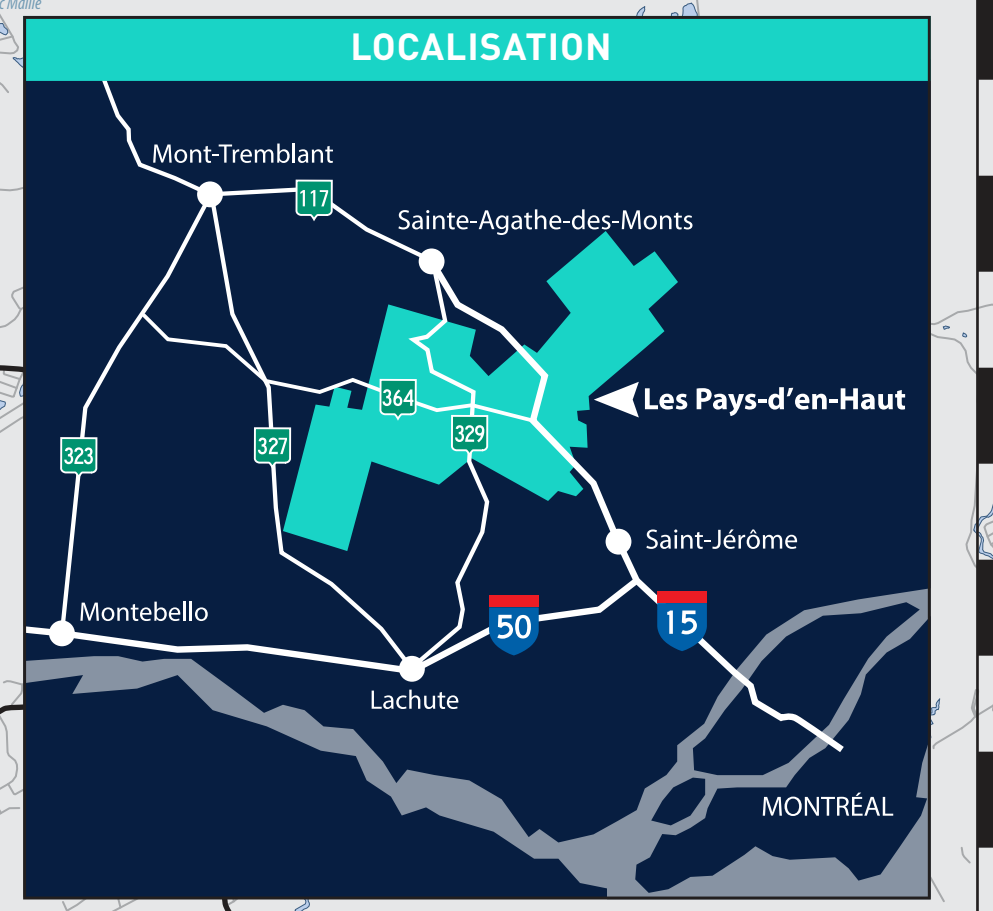 c Maille
LOCALISATION
Mont-Tremblant
117
Sainte-Agathe-des-Monts
364
Les Pays-d'en-Haut
329
327
323
Saint-Jérôme
Montebello
50
15
Lachute
MONTRÉAL